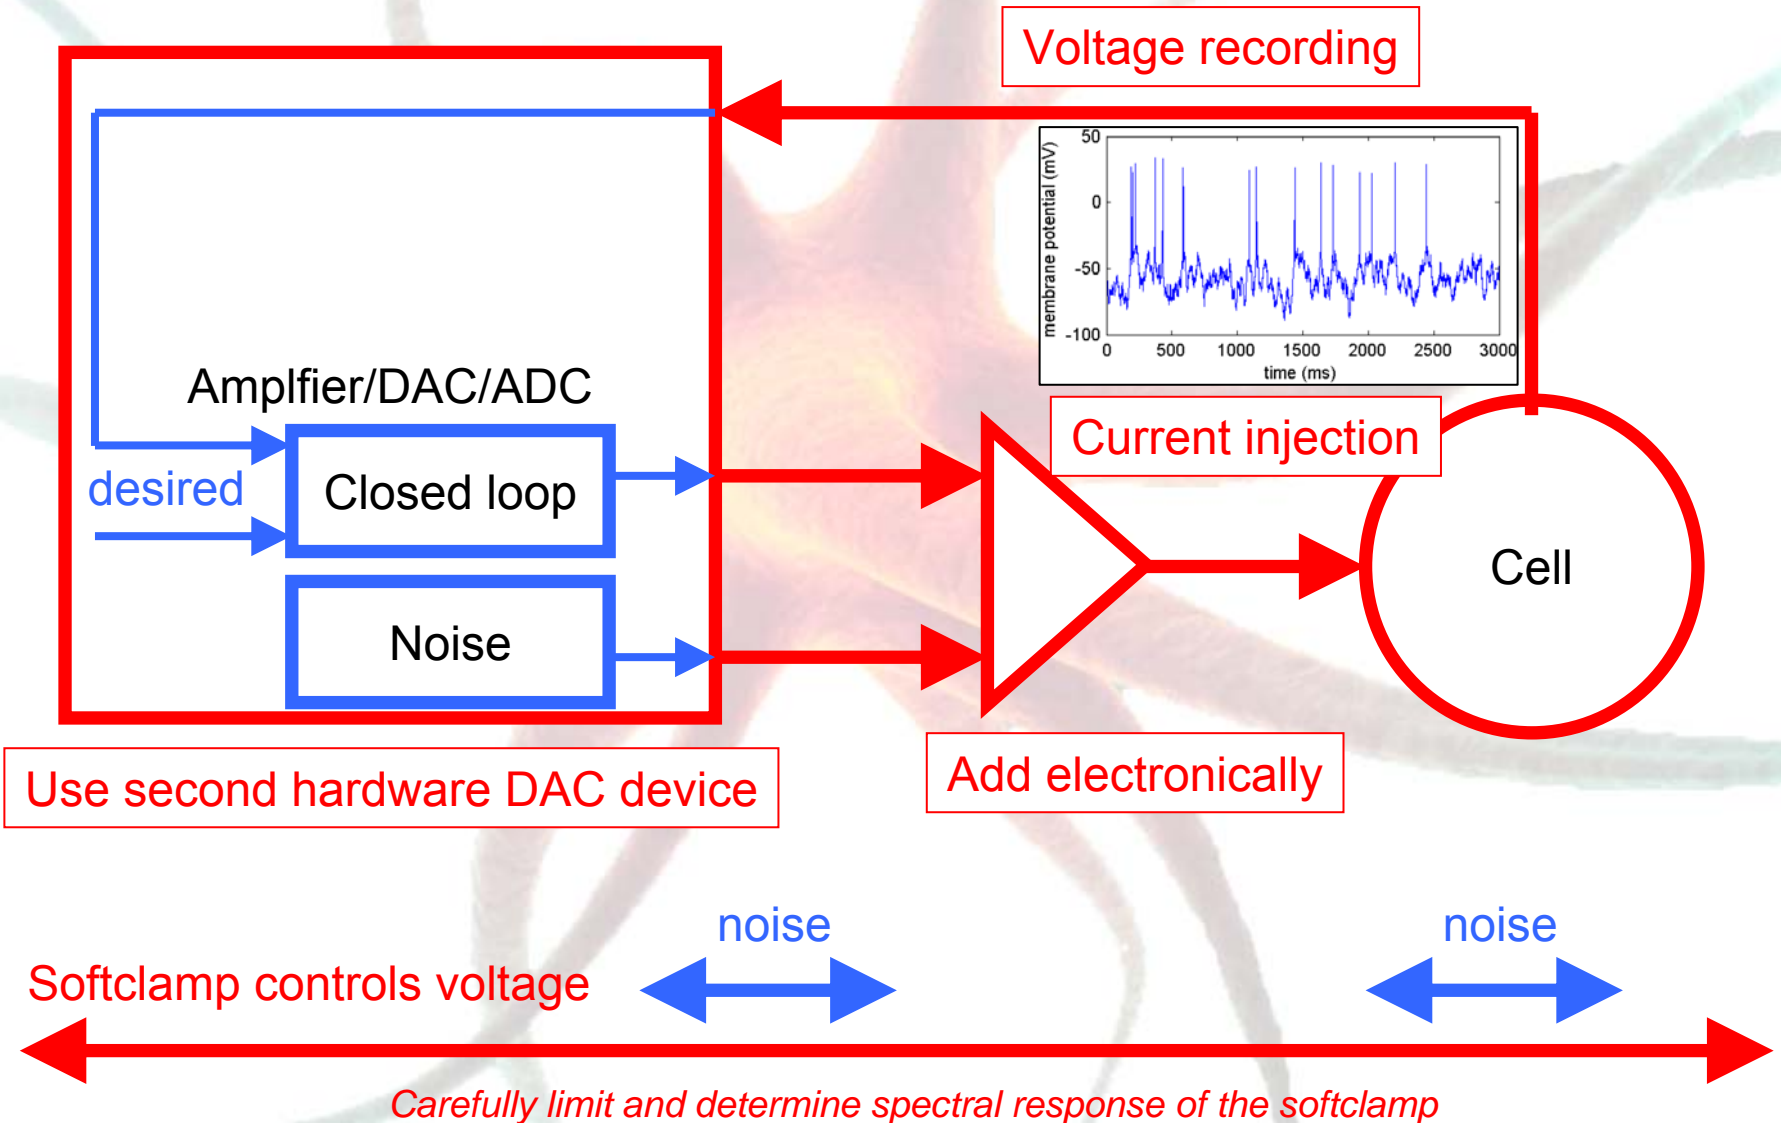 Voltage recording
50
0
-50
-100
membrane potential (mV)
0 500 1000 1500 2000 2500 3000
time (ms)
Amplfier/DAC/ADC
Current injection
desired
Closed loop
Cell
Noise
Use second hardware DAC device
Add electronically
noise
noise
Softclamp controls voltage
Carefully limit and determine spectral response of the softclamp